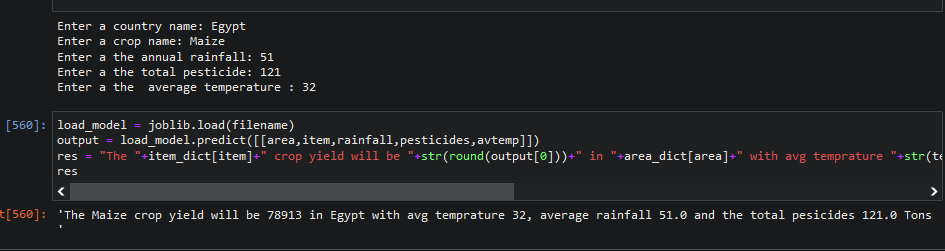 Enter a country name: Egypt
Enter a crop name: Maize
Enter a the annual rainfall: 51
Enter a the total pesticide: 121
Enter a the  average temperature : 32
[560]: load_model = joblib.load(filename)
output = load_model.predict([[area,item,rainfall,pesticides,avtemp]])
res = "The "+item_dict[item]+" crop yield will be "+str(round(output[0]))+" in "+area_dict[area]+" with avg temprature "+str(te
res
t[560]: 'The Maize crop yield will be 78913 in Egypt with avg temprature 32, average rainfall 51.0 and the total pesicides 121.0 Tons
'